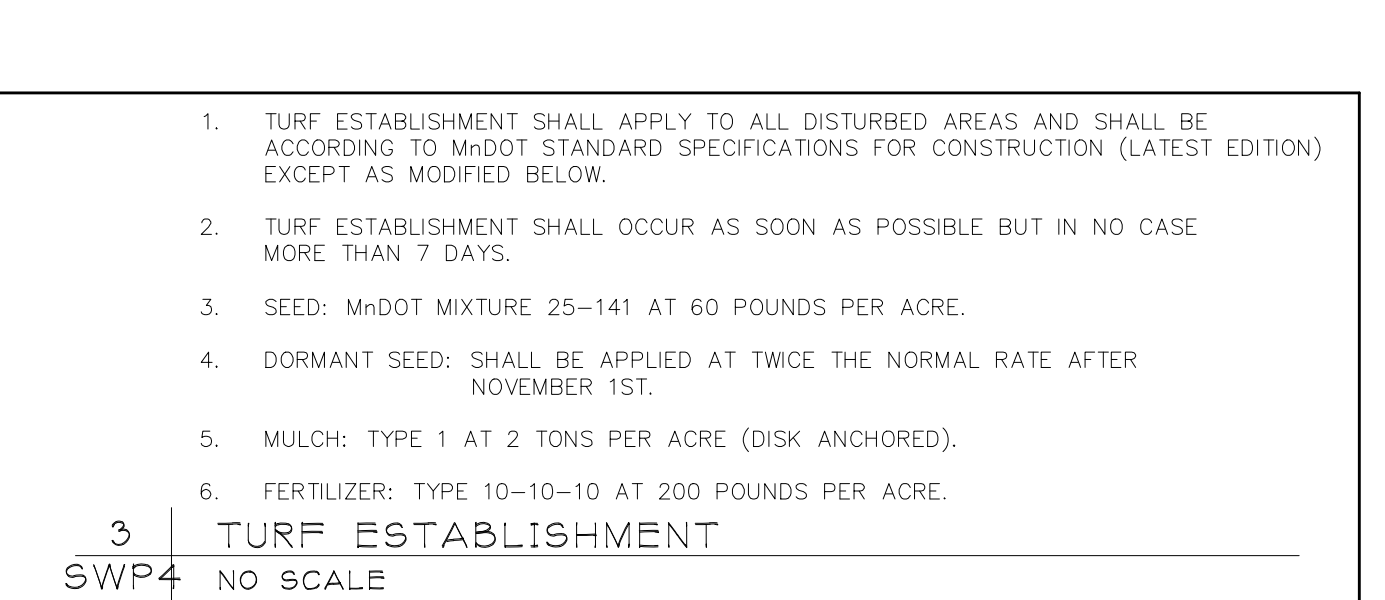 1. TURF ESTABLISHMENT SHALL APPLY TO ALL DISTURBED AREAS AND SHALL BE
ACCORDING TO MnDOT STANDARD SPECIFICATIONS FOR CONSTRUCTION (LATEST EDITION)
EXCEPT AS MODIFIED BELOW.
2. TURF ESTABLISHMENT SHALL OCCUR AS SOON AS POSSIBLE BUT IN NO CASE
MORE THAN 7 DAYS.
3. SEED: MnDOT MIXTURE 25-141 AT 60 POUNDS PER ACRE.
4. DORMANT SEED: SHALL BE APPLIED AT TWICE THE NORMAL RATE AFTER
NOVEMBER 1ST.
5. MULCH: TYPE 1 AT 2 TONS PER ACRE (DISK ANCHORED).
6. FERTILIZER: TYPE 10-10-10 AT 200 POUNDS PER ACRE.
3 TURF ESTABLISHMENT
SWP4 NO SCALE